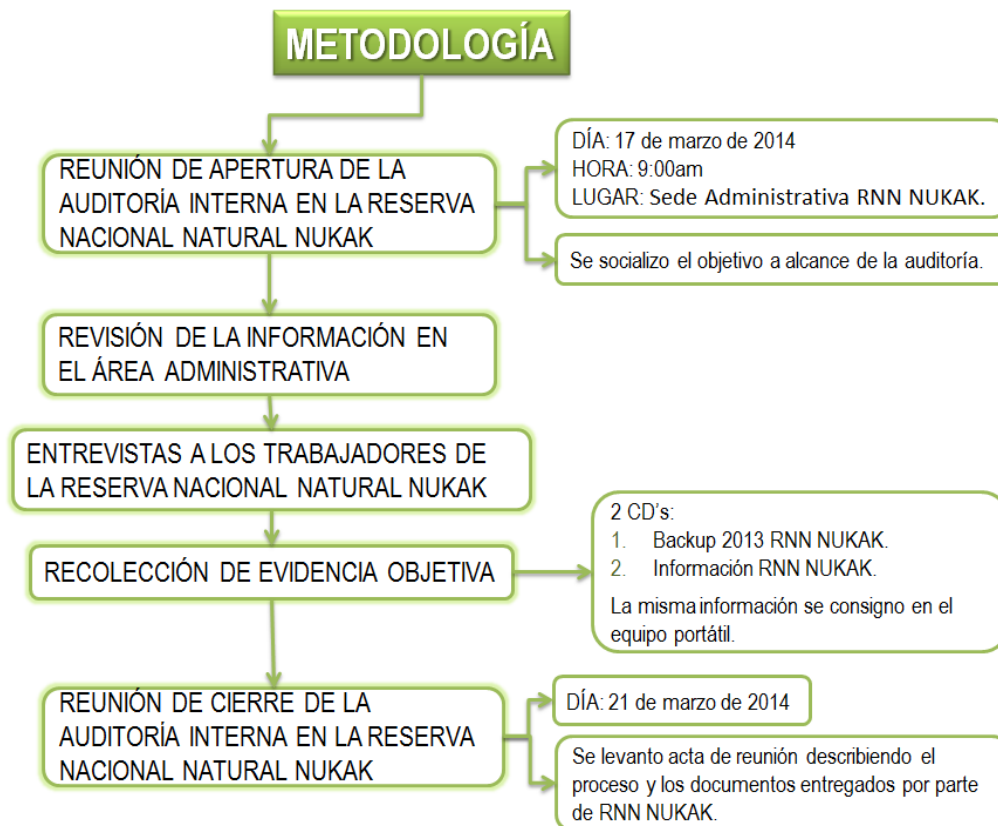 METODOLOGÍA
REUNIÓN DE APERTURA DE LA
AUDITORÍA INTERNA EN LA RESERVA
NACIONAL NATURAL NUKAK
DÍA: 17 de marzo de 2014
HORA: 9:00am
LUGAR: Sede Administrativa RNN NUKAK.
Se socializo el objetivo a alcance de la auditoría.
REVISIÓN DE LA INFORMACIÓN EN
EL ÁREA ADMINISTRATIVA
ENTREVISTAS A LOS TRABAJADORES DE
LA RESERVA NACIONAL NATURAL NUKAK
RECOLECCIÓN DE EVIDENCIA OBJETIVA
2 CD's:
1. Backup 2013 RNN NUKAK.
2. Información RNN NUKAK.
La misma información se consigno en el
equipo portátil.
REUNIÓN DE CIERRE DE LA
AUDITORÍA INTERNA EN LA RESERVA
NACIONAL NATURAL NUKAK
DÍA: 21 de marzo de 2014
Se levanto acta de reunión describiendo el
proceso y los documentos entregados por parte
de RNN NUKAK.